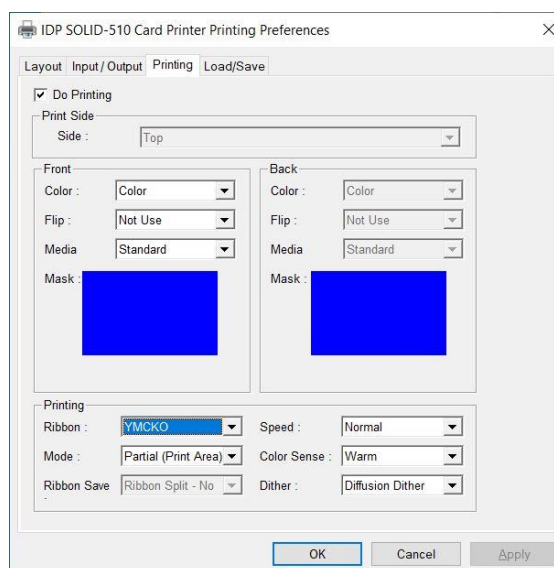 IDP SOLID-510 Card Printer Printing Preferences
Layout Input / Output Printing Load/Save
Do Printing
Print Side
Side : Top
Front
Color : Color
Flip : Not Use
Media Standard
Mask :
Back
Color : Color
Flip : Not Use
Media Standard
Mask :
Printing
Ribbon : YMCKO
Mode : Partial (Print Area)
Ribbon Save Ribbon Split - No
Speed : Normal
Color Sense : Warm
Dither : Diffusion Dither
OK Cancel Apply